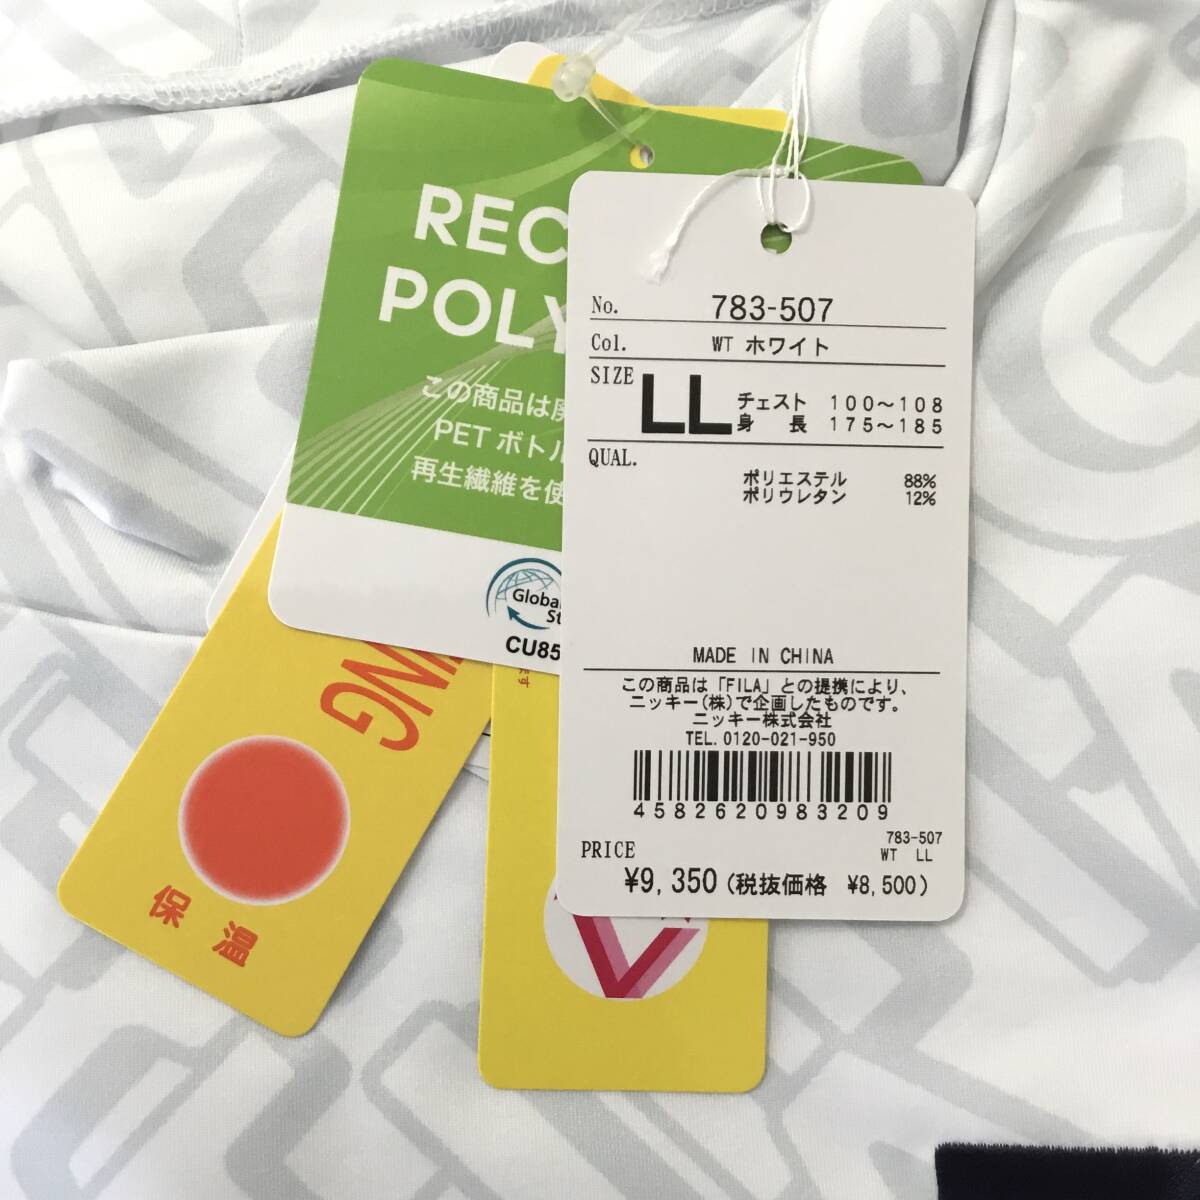 No. 783-507
Col. WT ホワイト
SIZE LL チェスト 100〜108
身長 175〜185
QUAL.
ポリエステル 88%
ポリウレタン 12%
MADE IN CHINA
この商品は「FILA」との提携により、
ニッキー(株)で企画したものです。
ニッキー株式会社
TEL. 0120-021-950
4582620983209
783-507
WT LL
PRICE
¥9,350(税抜価格 ¥8,500)
REC
POLY
この商品は廃
PETボトル
再生繊維を使
Global
St
CU85
保温